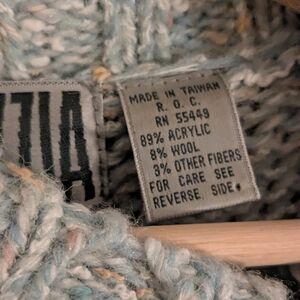 MADE IN TAIWAN
R. O. C.
RN 55449
89% ACRYLIC
8% WOOL
3% OTHER FIBERS
FOR CARE SEE
REVERSE SIDE.